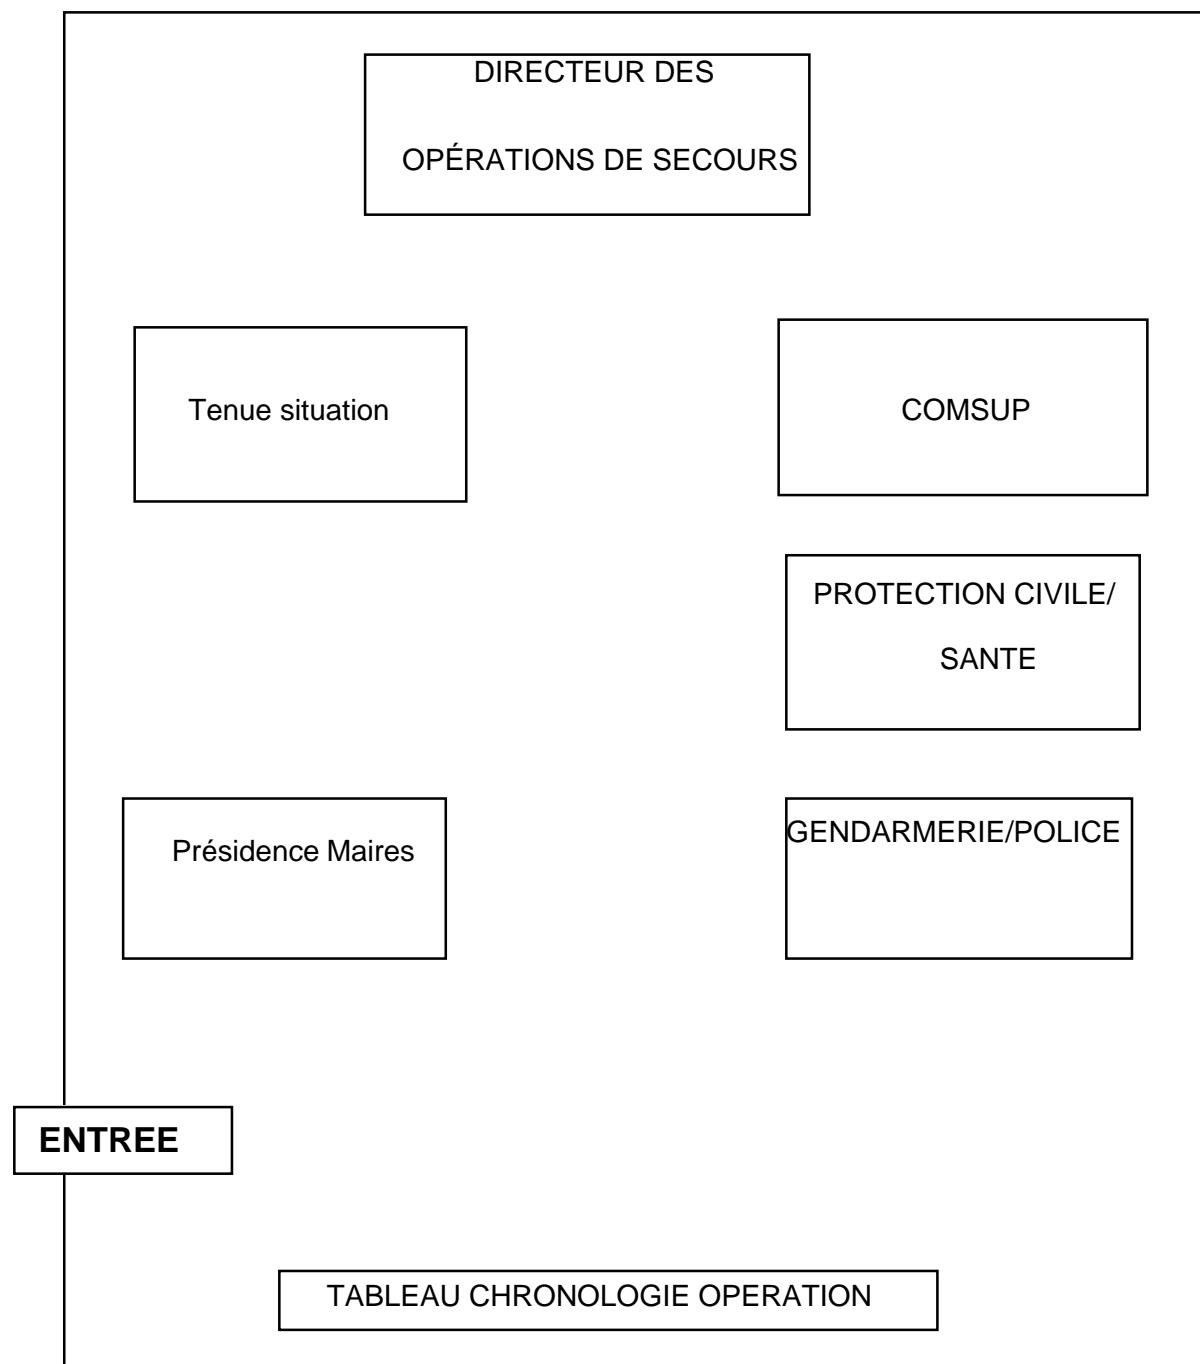 DIRECTEUR DES
OPÉRATIONS DE SECOURS
Tenue situation
COMSUP
PROTECTION CIVILE/
SANTE
Présidence Maires
GENDARMERIE/POLICE
ENTREE
TABLEAU CHRONOLOGIE OPERATION